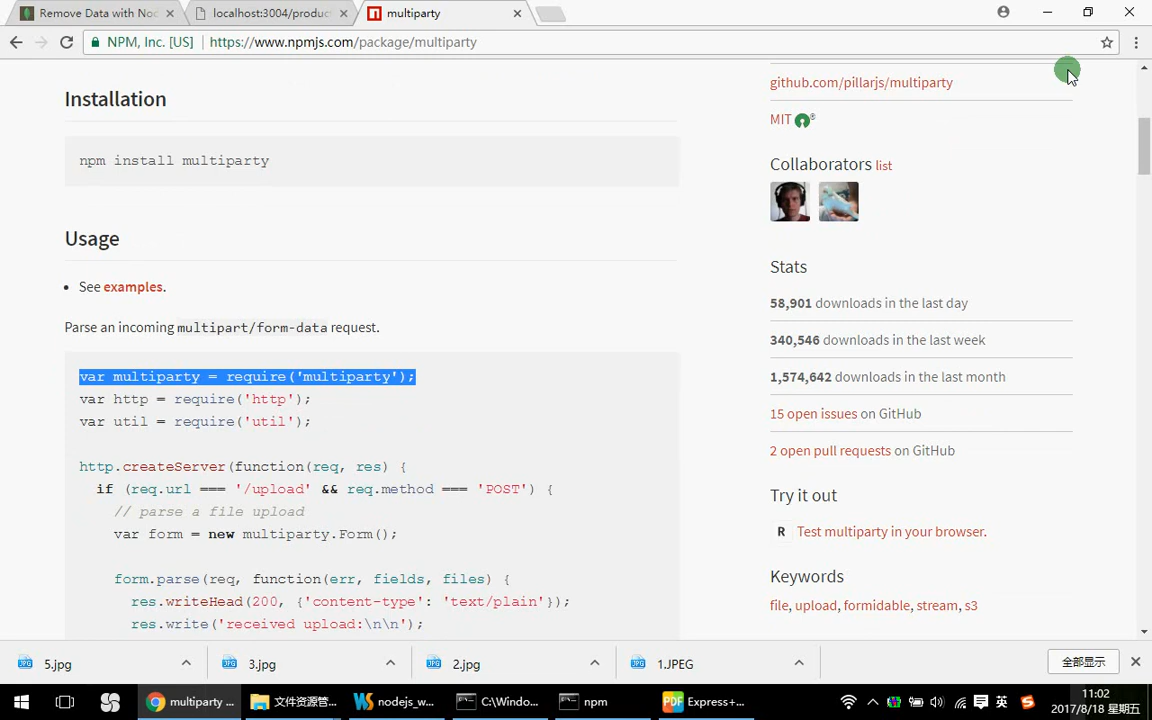 Remove Data with Nod
localhost:3004/produc
multiparty
NPM, Inc. [US]
https://www.npmjs.com/package/multiparty
Installation
npm install multiparty
Usage
See examples.
Parse an incoming multipart/form-data request.
var multiparty = require('multiparty');
var http = require('http');
var util = require('util');
http.createServer(function(req, res) {
if (req.url === '/upload' && req.method === 'POST') {
// parse a file upload
var form = new multiparty.Form();
form.parse(req, function(err, fields, files) {
res.writeHead(200, {'content-type': 'text/plain'});
res.write('received upload:\n\n');
github.com/pillarjs/multiparty
MIT
Collaborators list
Stats
58,901 downloads in the last day
340,546 downloads in the last week
1,574,642 downloads in the last month
15 open issues on GitHub
2 open pull requests on GitHub
Try it out
R Test multiparty in your browser.
Keywords
file, upload, formidable, stream, s3
5.jpg
3.jpg
2.jpg
1.JPEG
全部显示
multiparty ...
文件资源管...
nodejs_w...
C:\Windo...
npm
PDF Express+...
英
11:02
2017/8/18 星期五